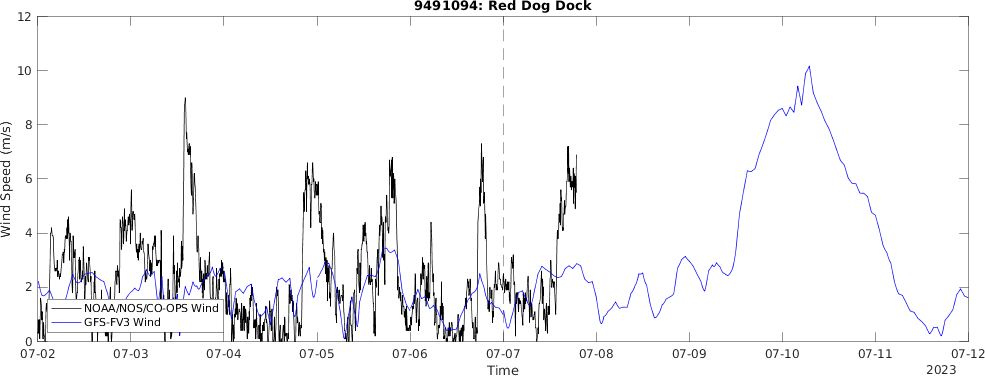 9491094: Red Dog Dock
12
10
8
6
4
2
0
Wind Speed (m/s)
NOAA/NOS/CO-OPS Wind
GFS-FV3 Wind
07-02 07-03 07-04 07-05 07-06 07-07 07-08 07-09 07-10 07-11 07-12
Time
2023